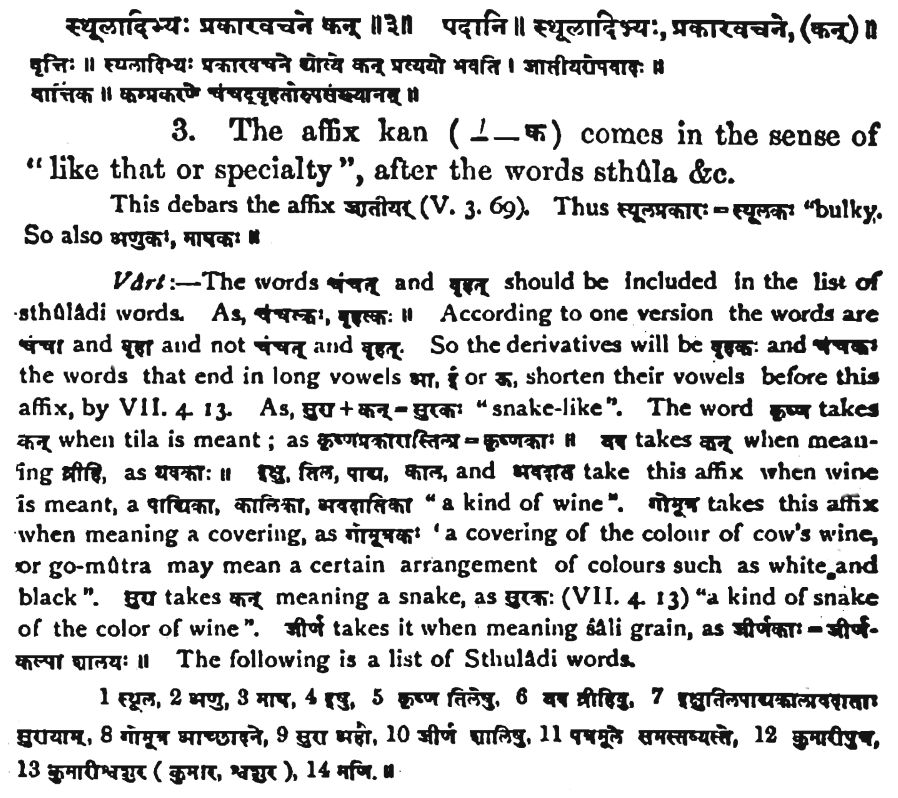 स्थूलादिभ्यः प्रकारवचने कन् ॥३॥ पदानि ॥ स्थूलादिभ्यः, प्रकारवचने, (कन्) ॥
वृत्तिः ॥ स्थूलादिभ्यः प्रकारवचने द्योत्ये कन् प्रत्ययो भवति । जातीयरोपवादः ॥
वार्त्तिक ॥ कम्प्रकरणे चंचद्बृहतोरुपसंख्यानम् ॥
3. The affix kan ( ⊥ — क ) comes in the sense of
"like that or specialty", after the words sthûla &c.
This debars the affix जातीयर् (V. 3. 69). Thus स्थूलप्रकारः = स्थूलकः "bulky.
So also अणुकः, माषकः ॥
Vârt:—The words चंचत् and बृहत् should be included in the list of
sthûlâdi words. As, चंचत्कः, बृहत्कः ॥ According to one version the words are
चंचा and बृहा and not चंचत् and बृहत्. So the derivatives will be बृहकः and चंचकः
the words that end in long vowels आ, ई or ऊ, shorten their vowels before this
affix, by VII. 4. 13. As, सुरा + कन् = सुरकः "snake-like". The word कृष्ण takes
कन् when tila is meant; as कृष्णप्रकारास्तिला = कृष्णकाः ॥ यव takes कन् when mean-
ing व्रीहि, as यवकाः ॥ इक्षु, तिल, पाद्य, काल, and अवदात take this affix when wine
is meant, a पाद्यिका, कालिका, अवदातिका "a kind of wine". गोमूत्र takes this affix
when meaning a covering, as गोमूत्रकः 'a covering of the colour of cow's wine,
or go-mûtra may mean a certain arrangement of colours such as white and
black". सुरा takes कन् meaning a snake, as सुरकः (VII. 4. 13) "a kind of snake
of the color of wine". जीर्ण takes it when meaning śâli grain, as जीर्णकाः = जीर्ण-
कल्पा शालयः ॥ The following is a list of Sthulâdi words.
1 स्थूल, 2 अणु, 3 माष, 4 इषु, 5 कृष्ण तिलेषु, 6 यव व्रीहिषु, 7 इक्षुतिलपाद्यकालावदाताः
सुरायाम्, 8 गोमूत्र आच्छादने, 9 सुरा अहौ, 10 जीर्ण शालिषु, 11 पत्रमूले समस्तव्यस्ते, 12 कुमारीपुत्र,
13 कुमारीश्वशुर ( कुमार, श्वशुर ), 14 मणि. ॥